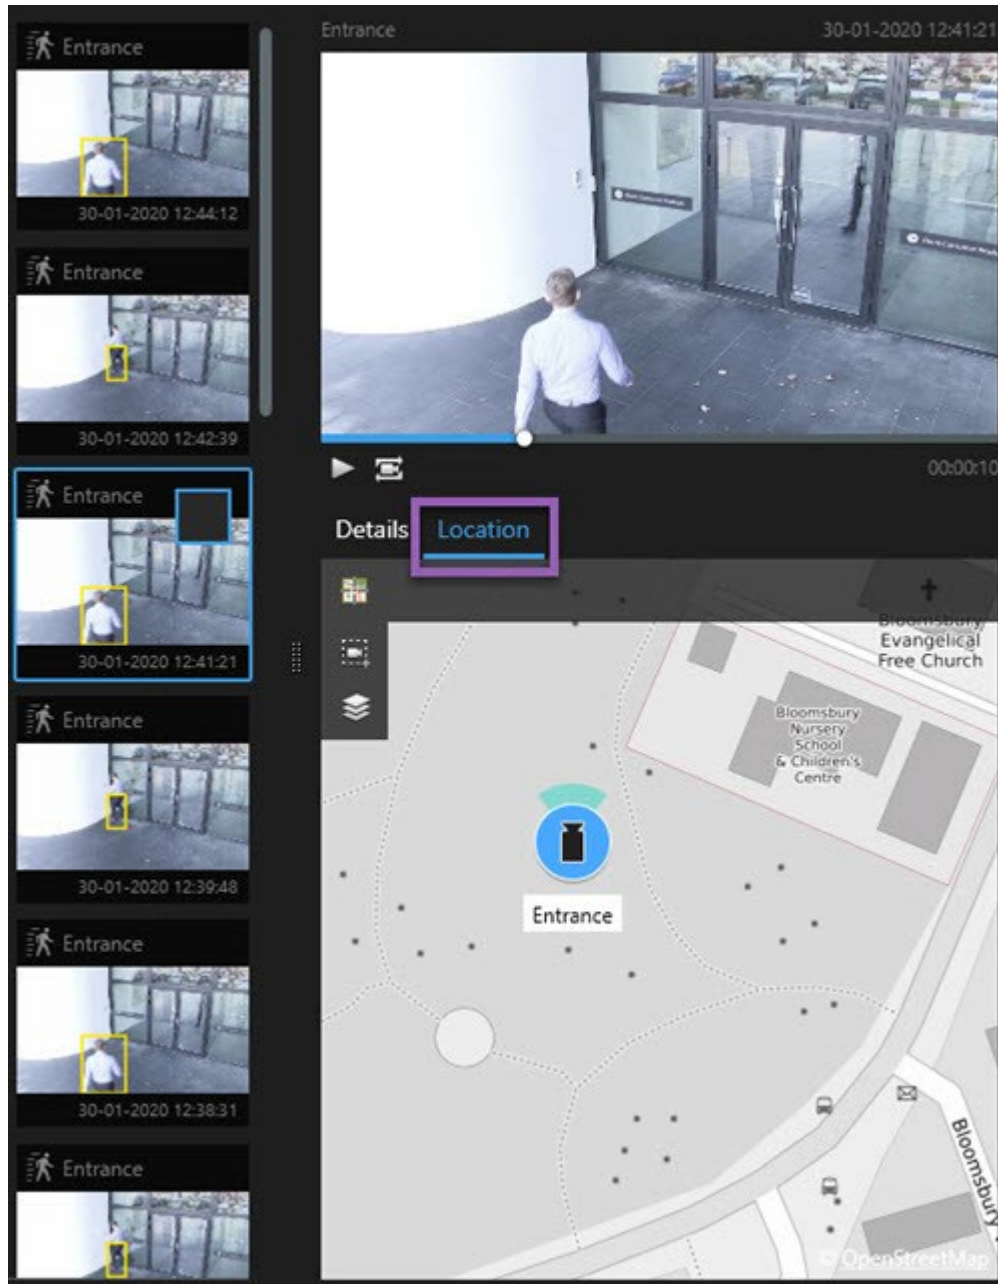 Entrance
30-01-2020 12:44:12
Entrance
30-01-2020 12:42:39
Entrance
30-01-2020 12:41:21
Entrance
30-01-2020 12:39:48
Entrance
30-01-2020 12:38:31
Entrance
Entrance
30-01-2020 12:41:21
00:00:10
Details
Location
Bloomsbury
Evangelical
Free Church
Bloomsbury
Nursery
School
& Children's
Centre
Entrance
Bloomsbury
© OpenStreetMap